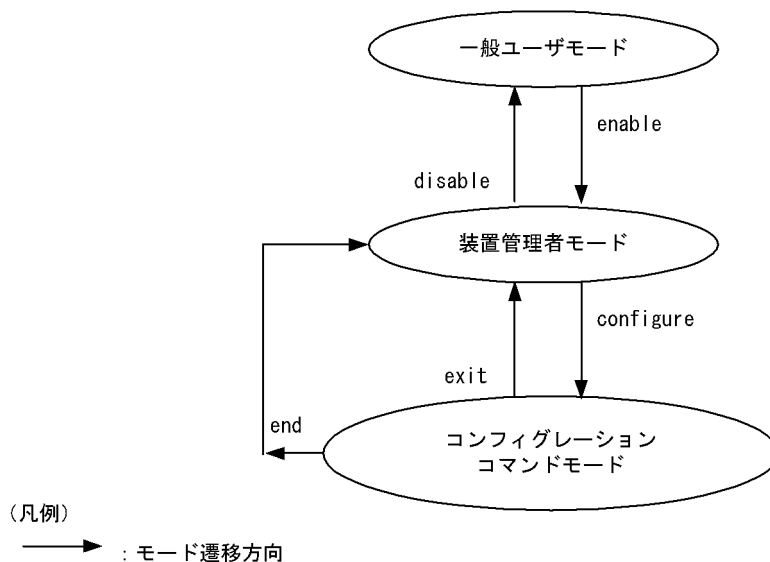 一般ユーザモード
enable
disable
装置管理者モード
configure
exit
end
コンフィグレーション
コマンドモード
(凡例)
：モード遷移方向